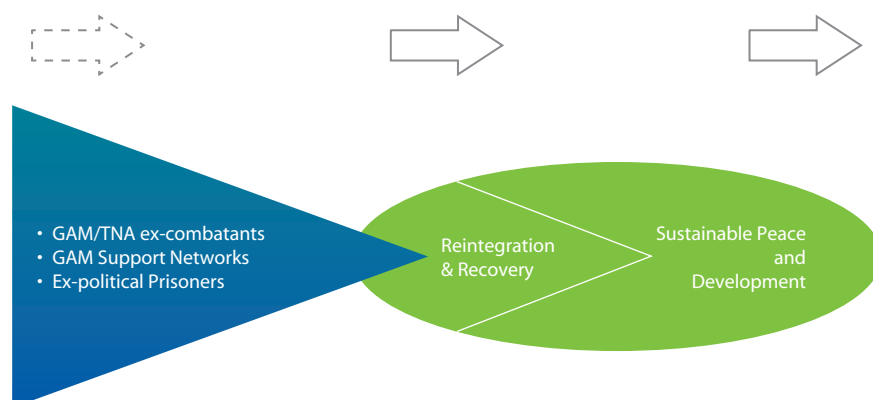 • GAM/TNA ex-combatants
• GAM Support Networks
• Ex-political Prisoners
Reintegration
& Recovery
Sustainable Peace
and
Development